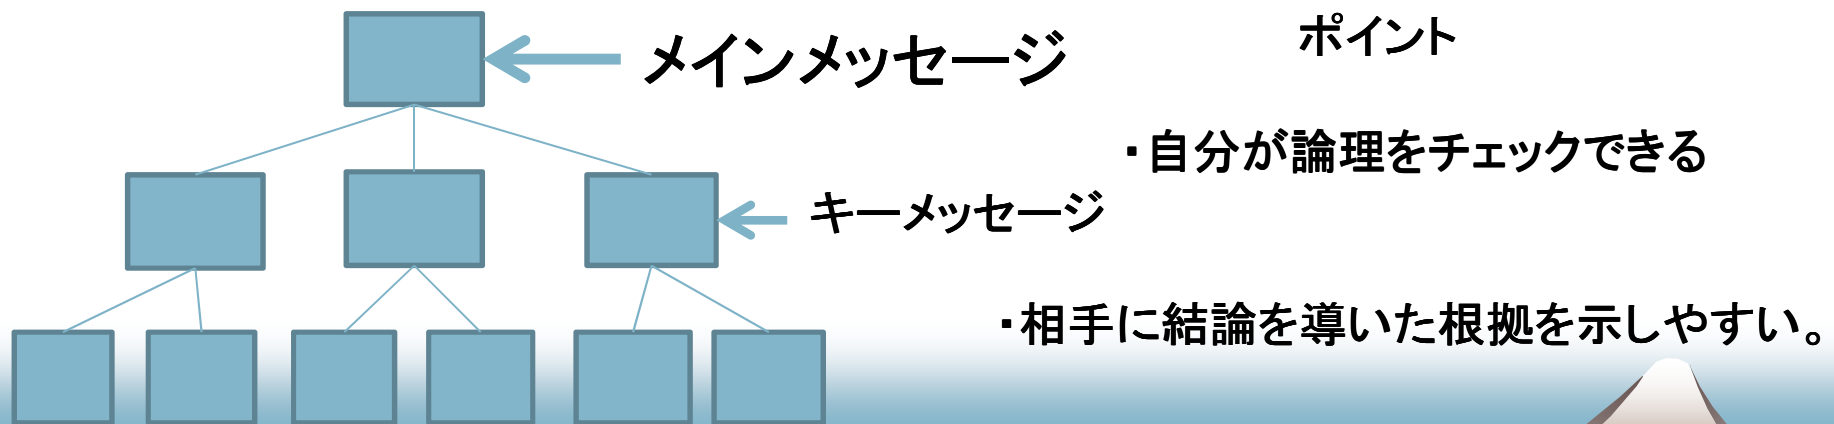 メインメッセージ
ポイント
・自分が論理をチェックできる
キーメッセージ
・相手に結論を導いた根拠を示しやすい。